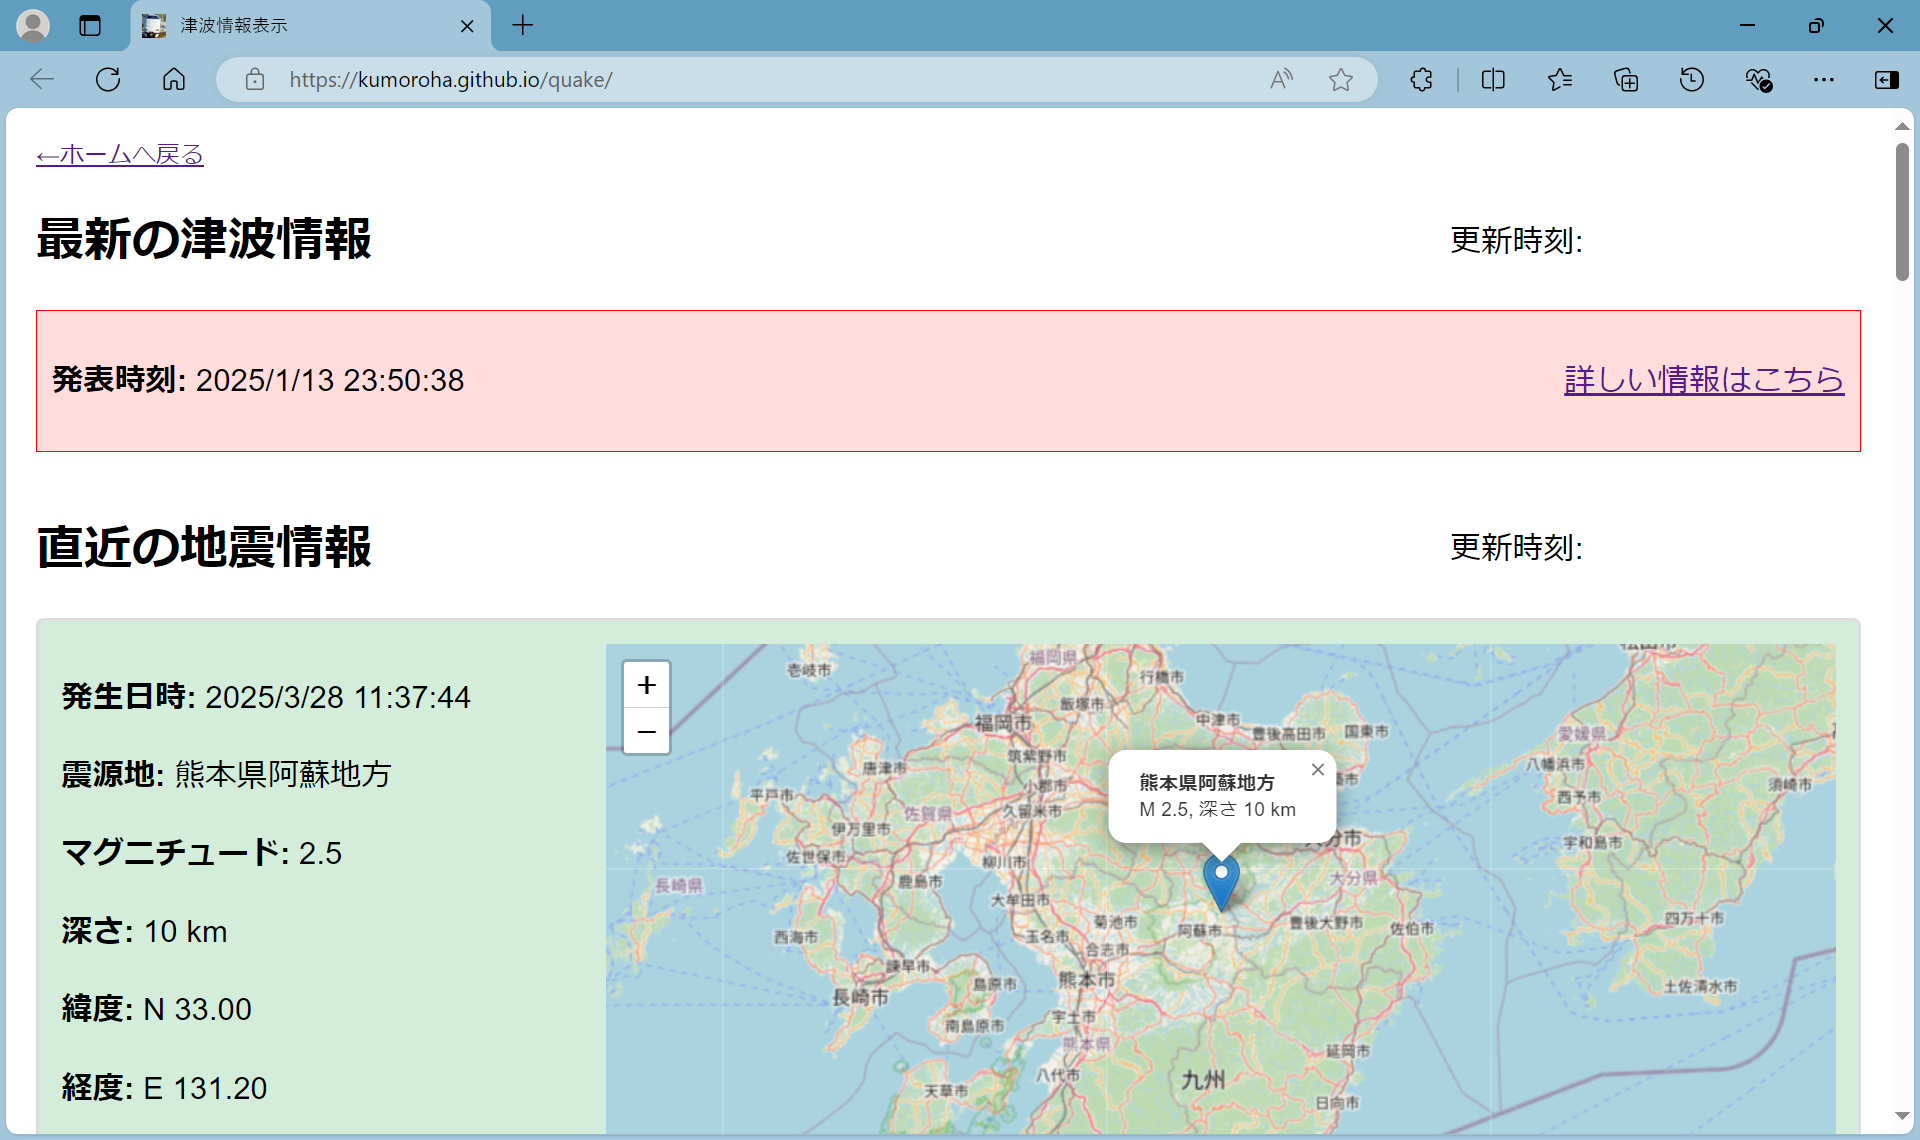 津波情報表示
https://kumoroha.github.io/quake/
←ホームへ戻る
最新の津波情報
更新時刻:
発表時刻: 2025/1/13 23:50:38
詳しい情報はこちら
直近の地震情報
更新時刻:
発生日時: 2025/3/28 11:37:44
震源地: 熊本県阿蘇地方
マグニチュード: 2.5
深さ: 10 km
緯度: N 33.00
経度: E 131.20
+
−
福岡県
壱岐市
行橋市
飯塚市
福岡市
中津市
豊後高田市
国東市
愛媛県
筑紫野市
唐津市
八幡浜市
小郡市
平戸市
須崎市
西予市
熊本県阿蘇地方
M 2.5, 深さ 10 km
佐賀県
久留米市
伊万里市
宇和島市
佐世保市
柳川市
大分県
鹿島市
長崎県
大牟田市
菊池市
阿蘇市
豊後大野市
佐伯市
四万十市
西海市
玉名市
合志市
諫早市
島原市
熊本市
土佐清水市
長崎市
宇土市
南島原市
熊本県
延岡市
八代市
九州
天草市
日向市